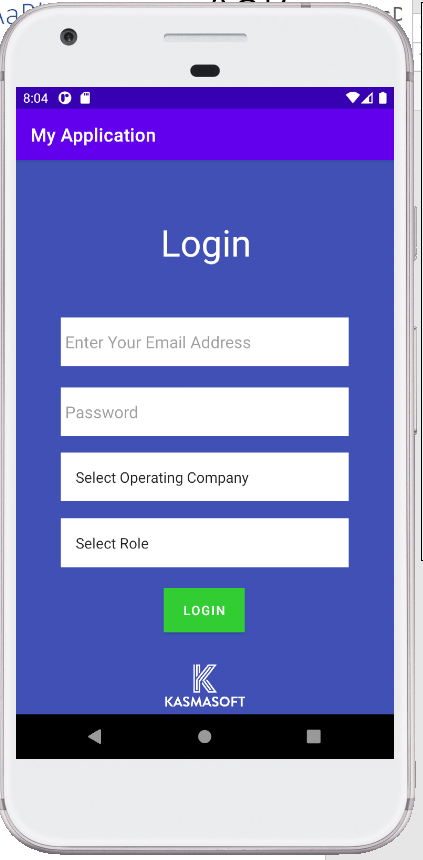 8:04
My Application
Login
Enter Your Email Address
Password
Select Operating Company
Select Role
LOGIN
K
KASMASOFT